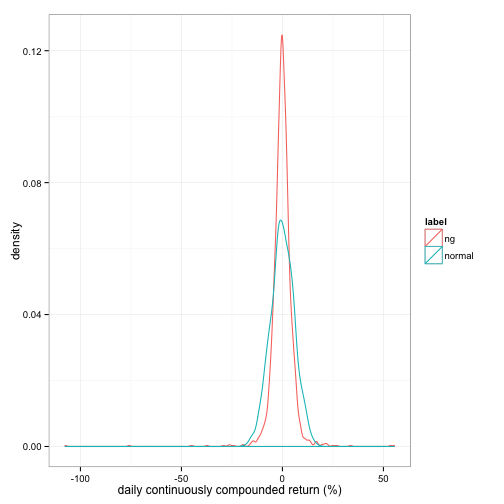 0.12
0.08
0.04
0.00
density
-100
-50
0
50
daily continuously compounded return (%)
label
ng
normal